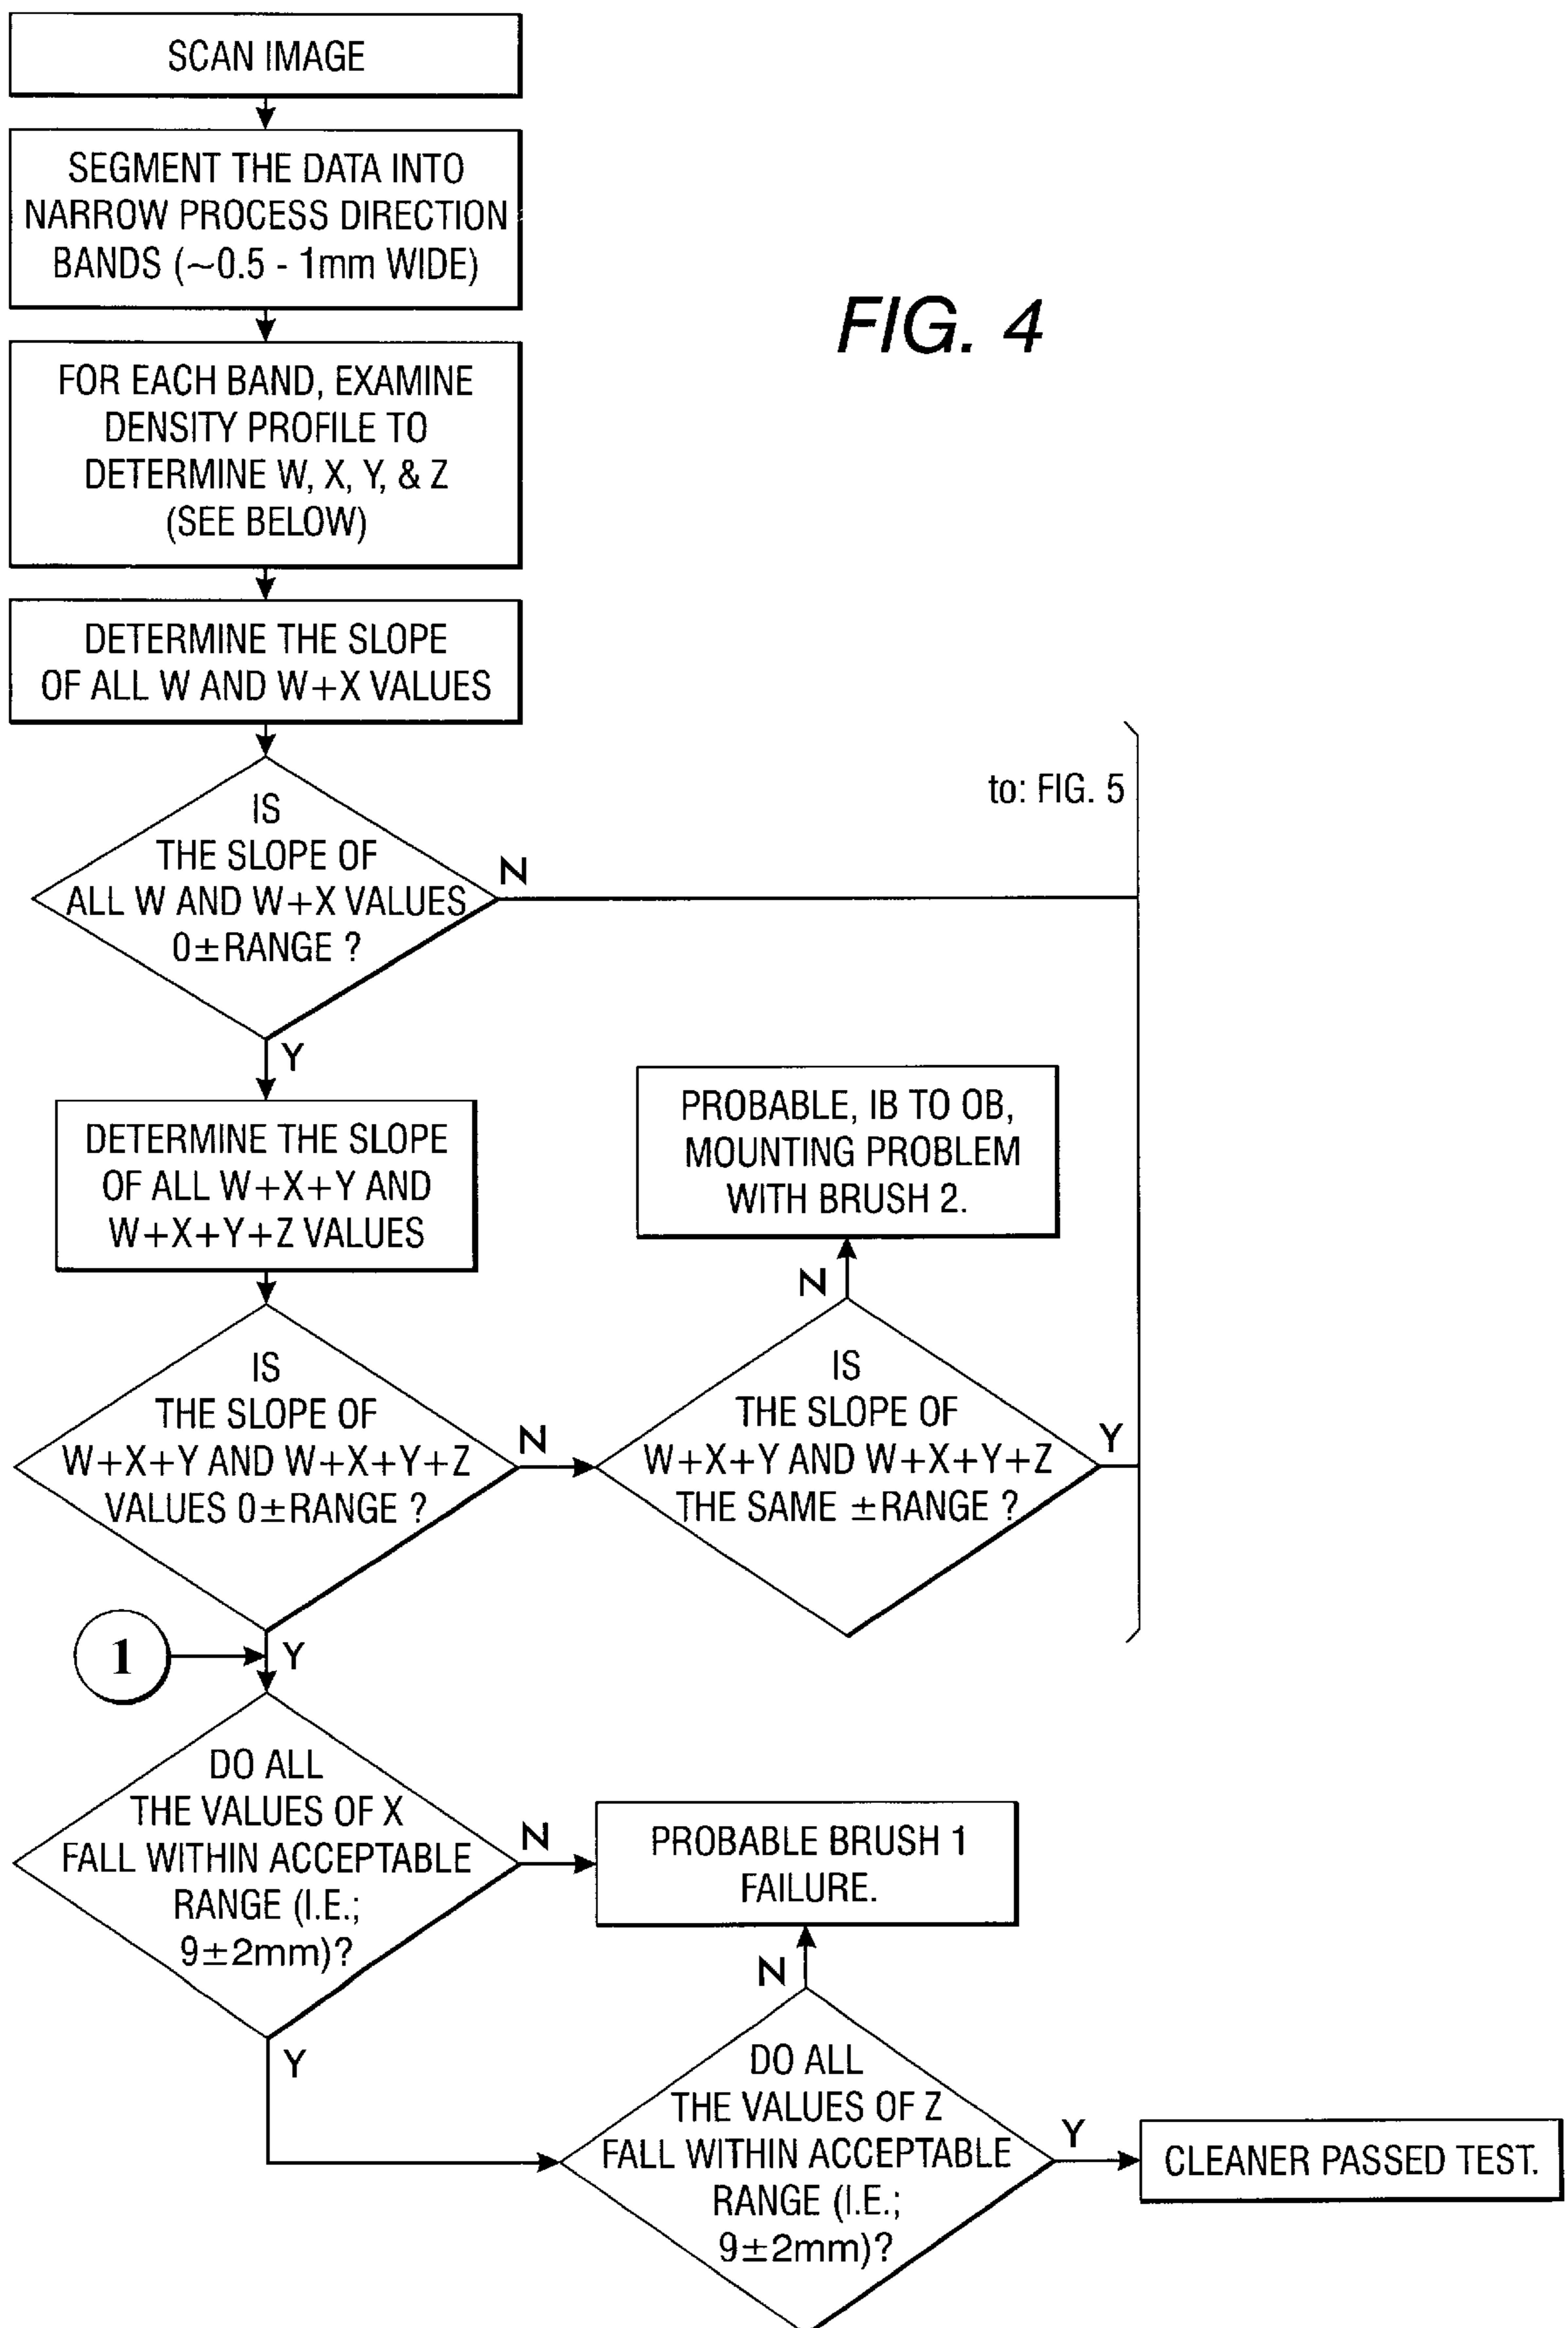 SCAN IMAGE
SEGMENT THE DATA INTO
NARROW PROCESS DIRECTION
BANDS (~0.5 - 1mm WIDE)
FIG. 4
FOR EACH BAND, EXAMINE
DENSITY PROFILE TO
DETERMINE W, X, Y, & Z
(SEE BELOW)
DETERMINE THE SLOPE
OF ALL W AND W+X VALUES
to: FIG. 5
IS
THE SLOPE OF
ALL W AND W+X VALUES
0±RANGE ?
N
Y
DETERMINE THE SLOPE
OF ALL W+X+Y AND
W+X+Y+Z VALUES
PROBABLE, IB TO OB,
MOUNTING PROBLEM
WITH BRUSH 2.
N
IS
THE SLOPE OF
W+X+Y AND W+X+Y+Z
VALUES 0±RANGE ?
N
IS
THE SLOPE OF
W+X+Y AND W+X+Y+Z
THE SAME ±RANGE ?
Y
1
Y
DO ALL
THE VALUES OF X
FALL WITHIN ACCEPTABLE
RANGE (I.E.;
9±2mm)?
N
PROBABLE BRUSH 1
FAILURE.
N
Y
DO ALL
THE VALUES OF Z
FALL WITHIN ACCEPTABLE
RANGE (I.E.;
9±2mm)?
Y
CLEANER PASSED TEST.